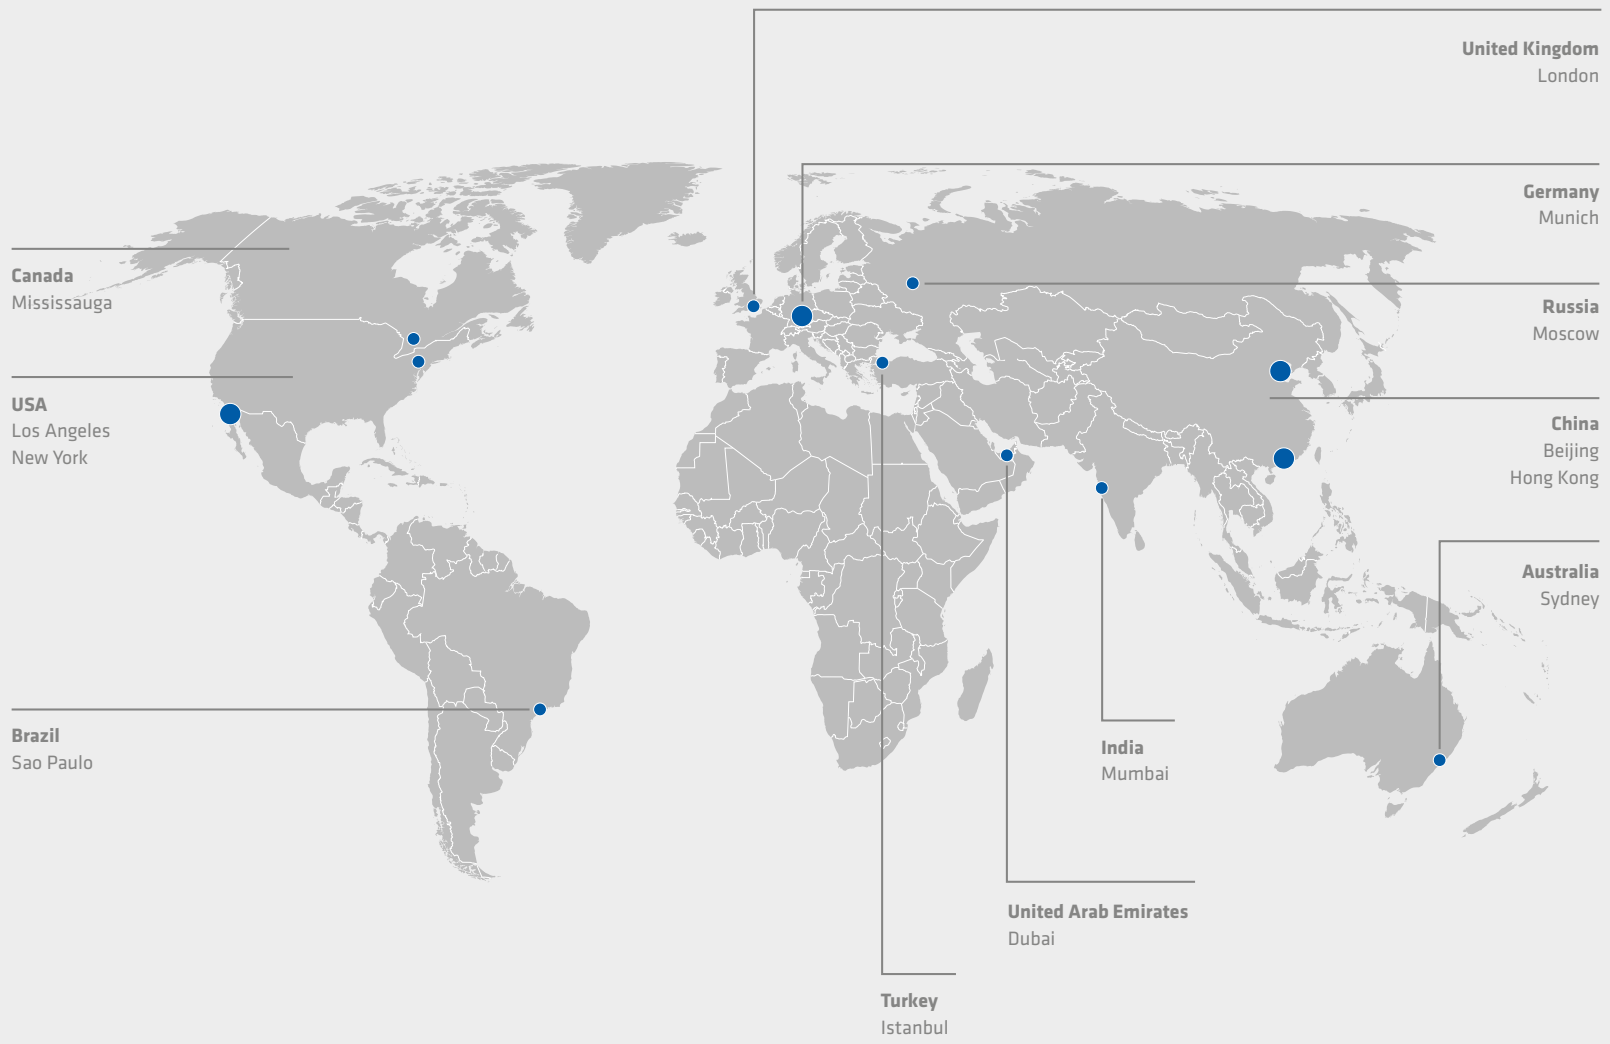 United Kingdom
London
Germany
Munich
Canada
Mississauga
Russia
Moscow
USA
Los Angeles
New York
China
Beijing
Hong Kong
Australia
Sydney
Brazil
Sao Paulo
India
Mumbai
United Arab Emirates
Dubai
Turkey
Istanbul